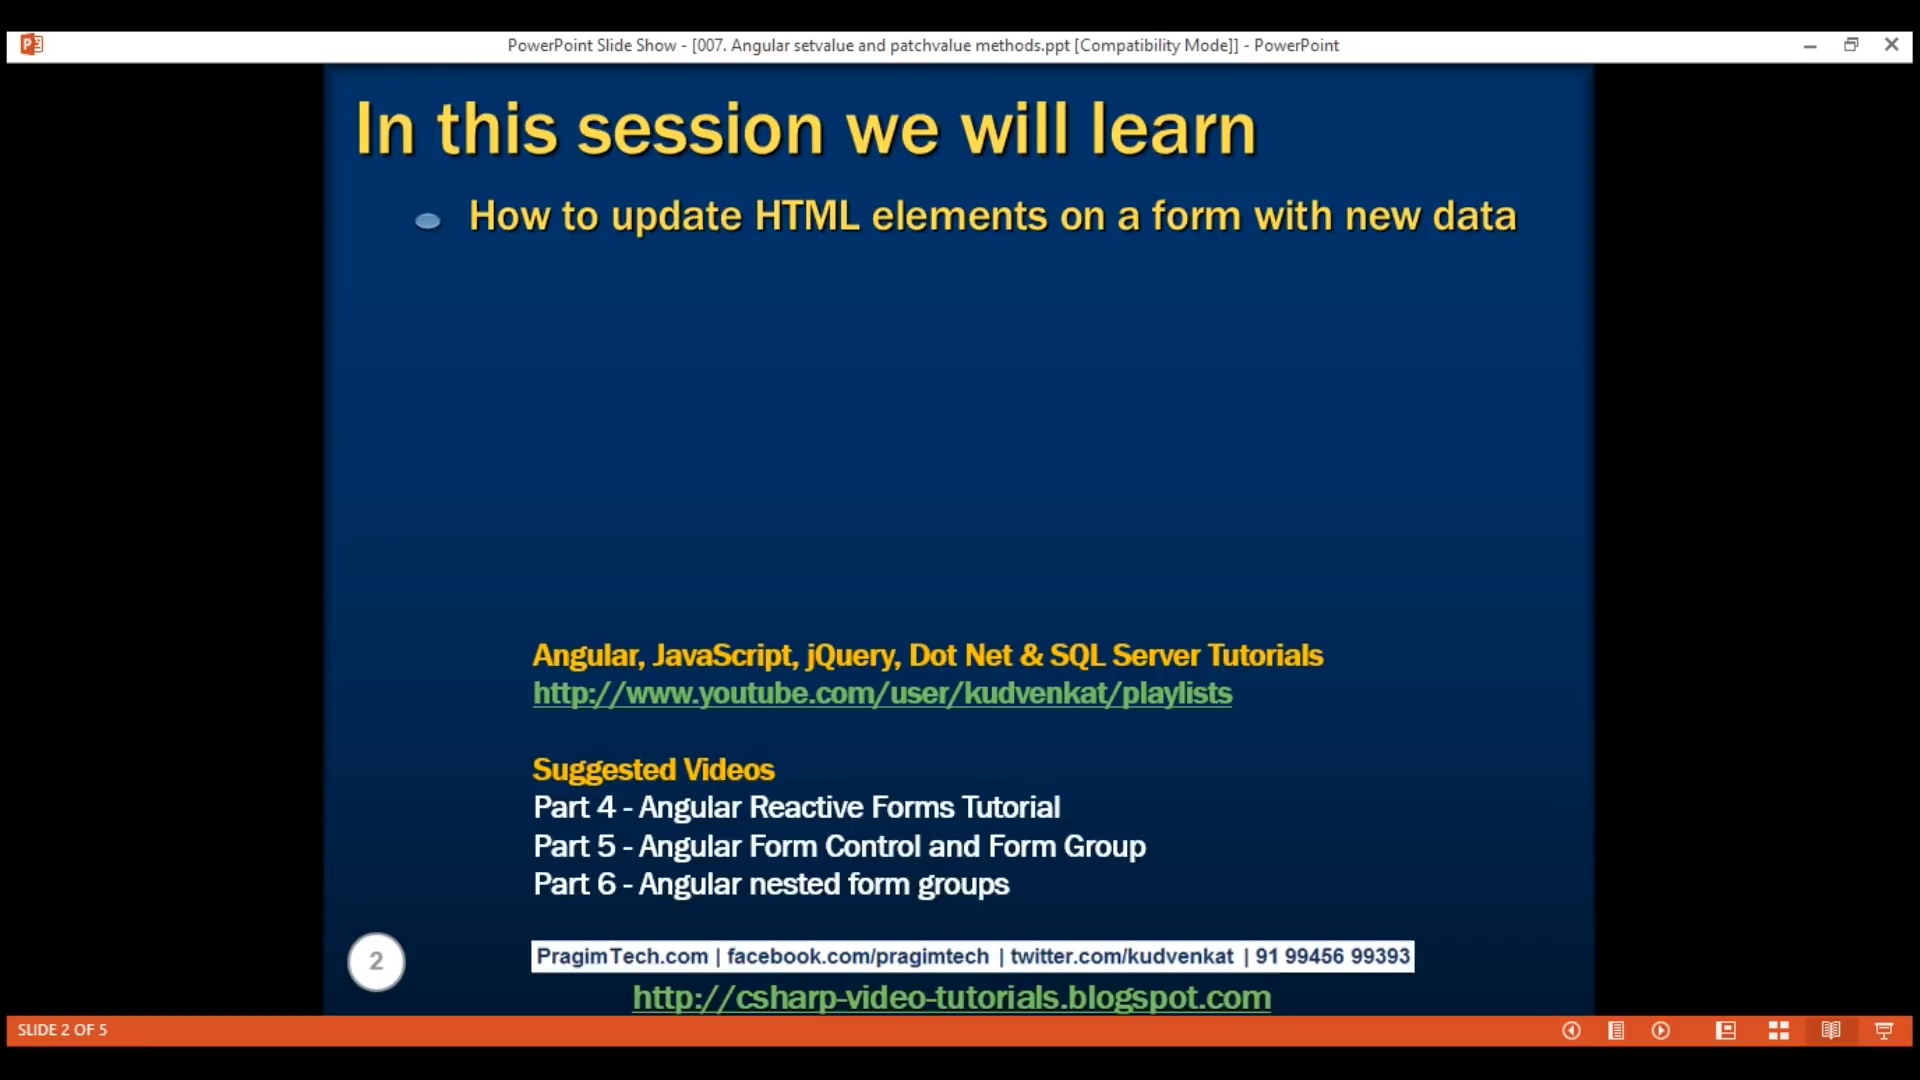 PowerPoint Slide Show - [007. Angular setvalue and patchvalue methods.ppt [Compatibility Mode]] - PowerPoint
In this session we will learn
How to update HTML elements on a form with new data
Angular, JavaScript, jQuery, Dot Net & SQL Server Tutorials
http://www.youtube.com/user/kudvenkat/playlists
Suggested Videos
Part 4 - Angular Reactive Forms Tutorial
Part 5 - Angular Form Control and Form Group
Part 6 - Angular nested form groups
2
PragimTech.com | facebook.com/pragimtech | twitter.com/kudvenkat | 91 99456 99393
http://csharp-video-tutorials.blogspot.com
SLIDE 2 OF 5